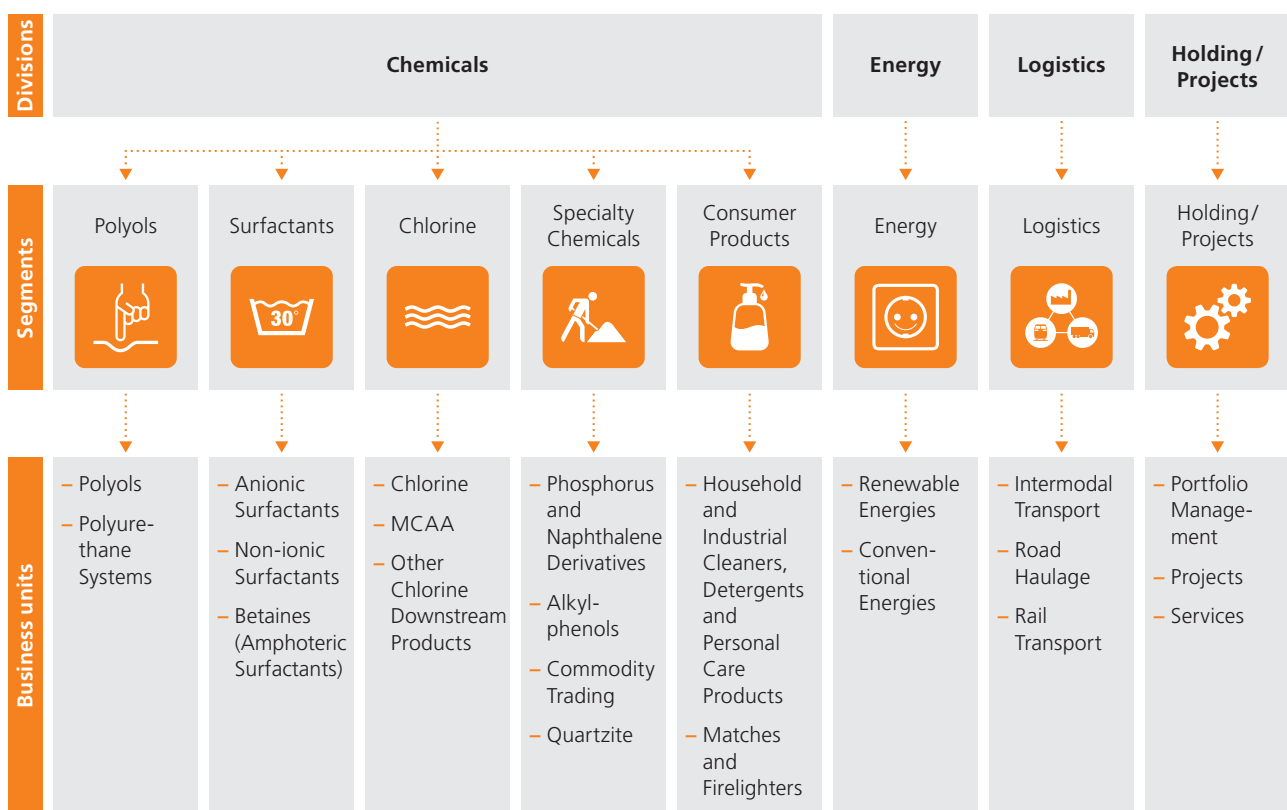 Divisions
Chemicals
Energy
Logistics
Holding/
Projects
Segments
Polyols
Surfactants
30°
Chlorine
Specialty
Chemicals
Consumer
Products
Energy
Logistics
Holding/
Projects
Business units
– Polyols
– Polyure-
thane
Systems
– Anionic
Surfactants
– Non-ionic
Surfactants
– Betaines
(Amphoteric
Surfactants)
– Chlorine
– MCAA
– Other
Chlorine
Downstream
Products
– Phosphorus
and
Naphthalene
Derivatives
– Alkyl-
phenols
– Commodity
Trading
– Quartzite
– Household
and
Industrial
Cleaners,
Detergents
and
Personal
Care
Products
– Matches
and
Firelighters
– Renewable
Energies
– Conven-
tional
Energies
– Intermodal
Transport
– Road
Haulage
– Rail
Transport
– Portfolio
Manage-
ment
– Projects
– Services